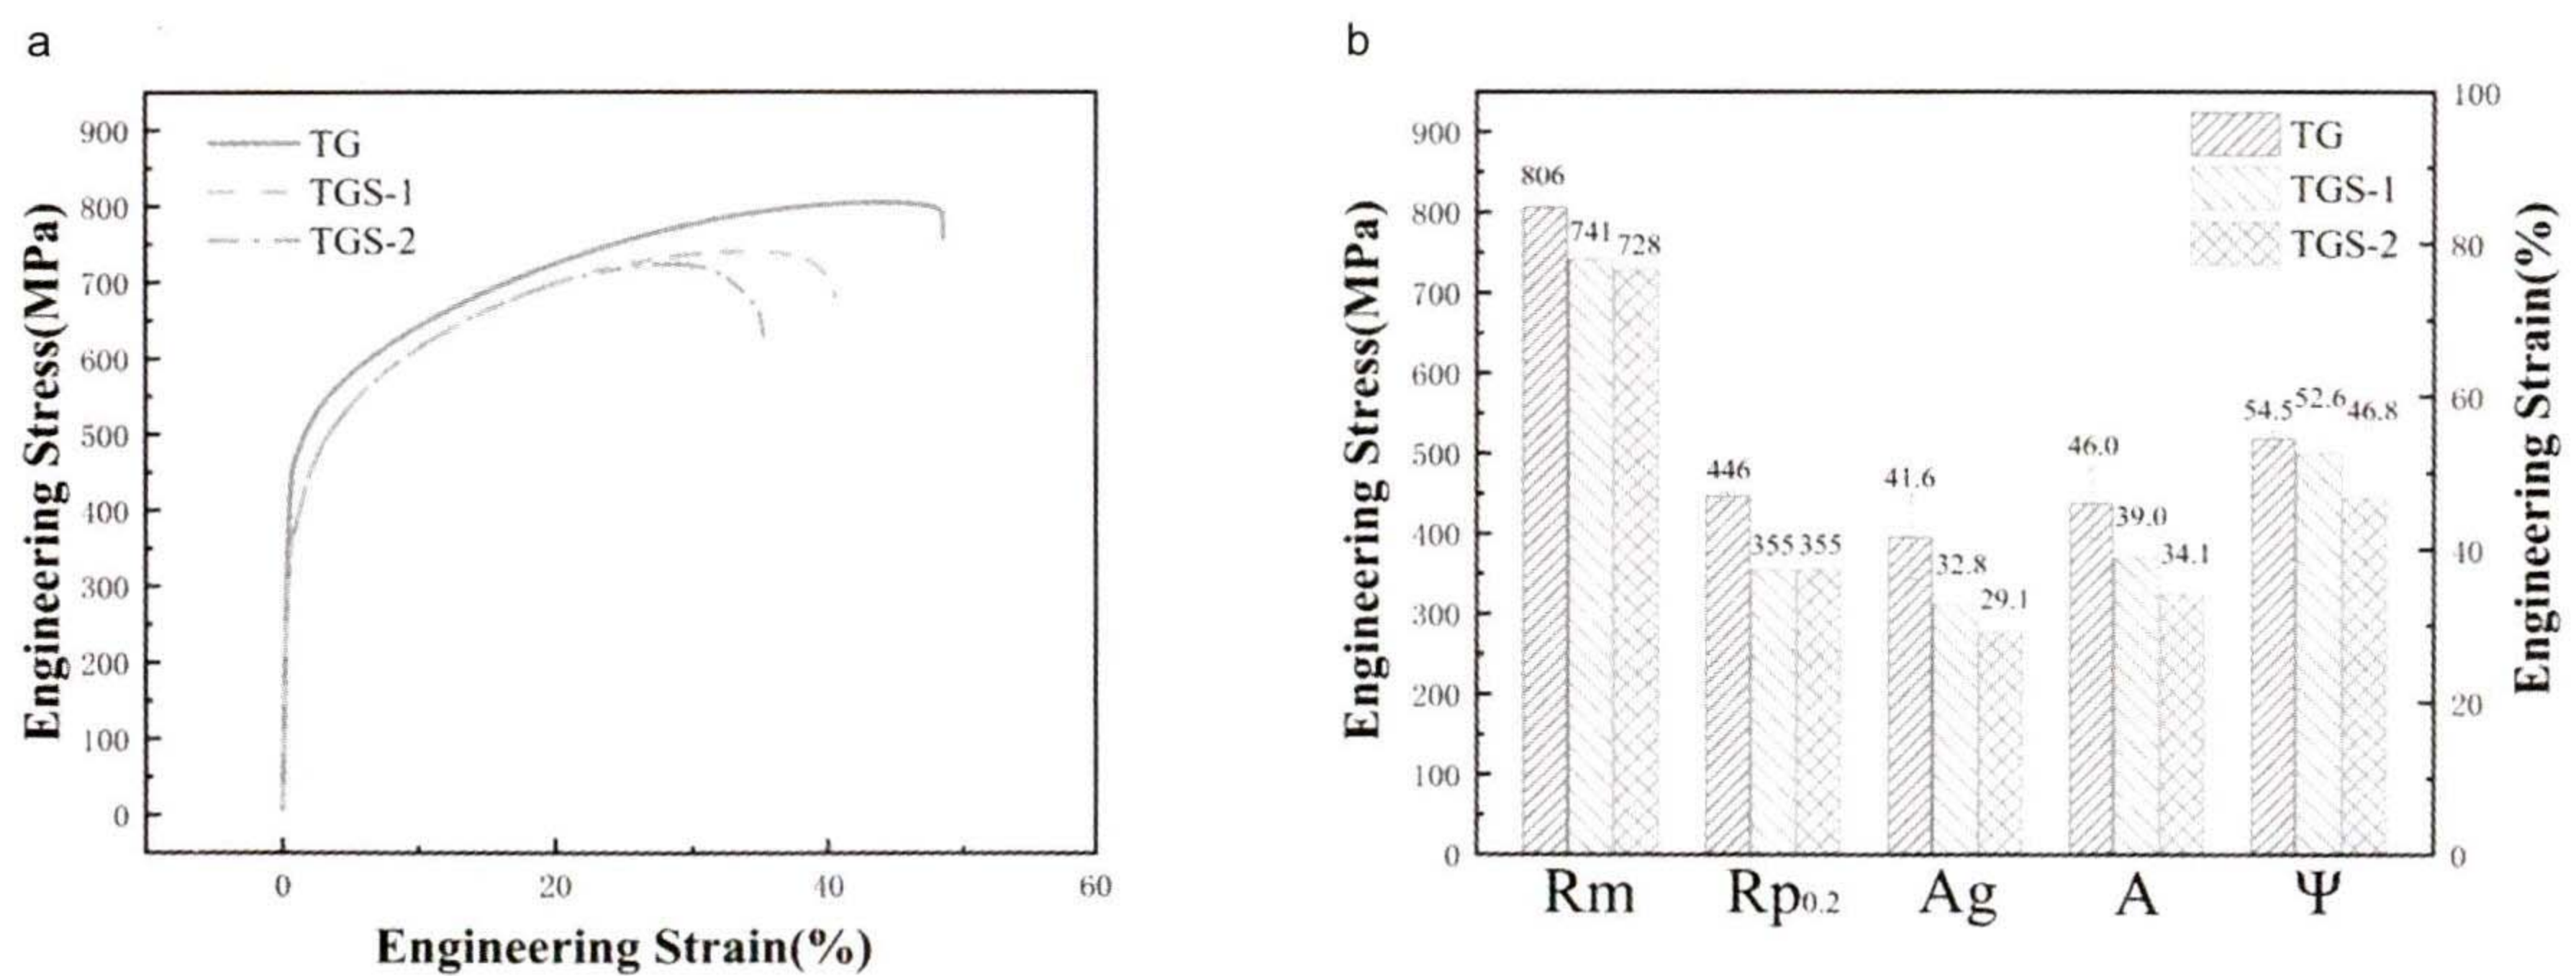 a
Engineering Stress(MPa)
900
800
700
600
500
400
300
200
100
0
TG
TGS-1
TGS-2
0
20
40
60
Engineering Strain(%)
b
Engineering Stress(MPa)
900
800
700
600
500
400
300
200
100
0
806
741
728
446
355
355
41.6
32.8
29.1
46.0
39.0
34.1
54.5
52.6
46.8
TG
TGS-1
TGS-2
Rm
Rp0.2
Ag
A
Ψ
100
80
60
40
20
0
Engineering Strain(%)